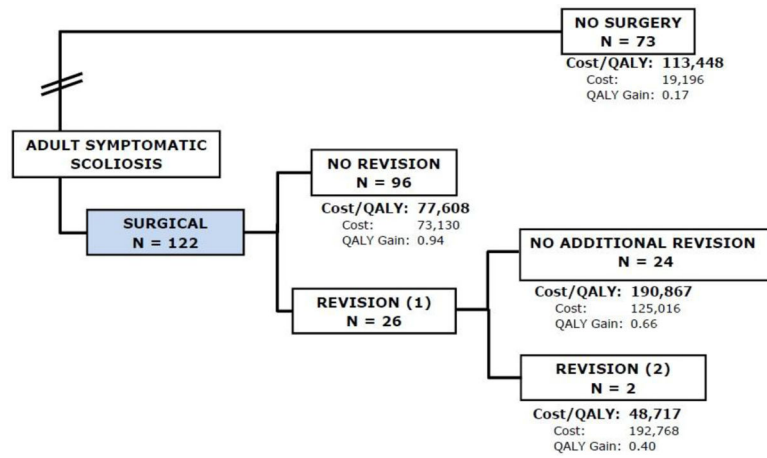 NO SURGERY
N = 73
Cost/QALY: 113,448
Cost: 19,196
QALY Gain: 0.17
ADULT SYMPTOMATIC
SCOLIOSIS
NO REVISION
N = 96
Cost/QALY: 77,608
Cost: 73,130
QALY Gain: 0.94
SURGICAL
N = 122
NO ADDITIONAL REVISION
N = 24
Cost/QALY: 190,867
Cost: 125,016
QALY Gain: 0.66
REVISION (1)
N = 26
REVISION (2)
N = 2
Cost/QALY: 48,717
Cost: 192,768
QALY Gain: 0.40